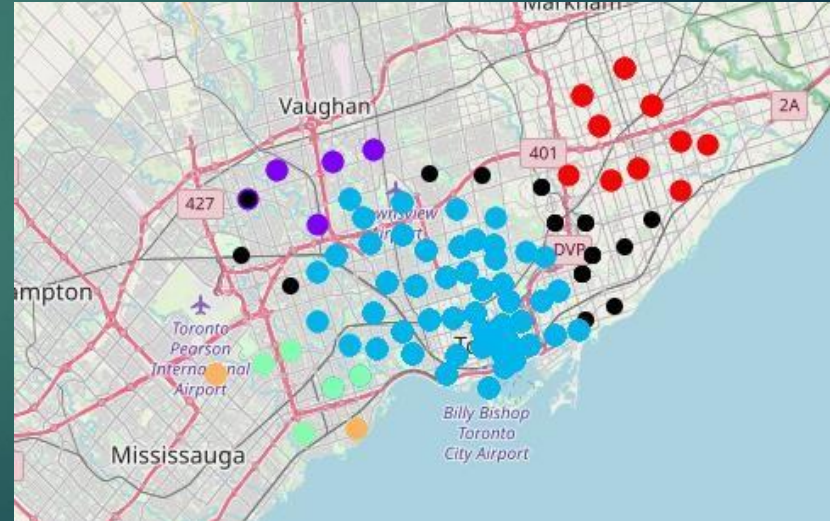 Markham
Vaughan
2A
401
427
DVP
ampton
Toronto
Pearson
International
Airport
To
Billy Bishop
Toronto
City Airport
Mississauga